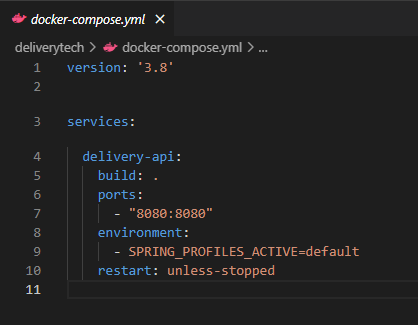 docker-compose.yml ×
deliverytech > docker-compose.yml > ...
1 version: '3.8'
2
3 services:
4 delivery-api:
5 build: .
6 ports:
7 - "8080:8080"
8 environment:
9 - SPRING_PROFILES_ACTIVE=default
10 restart: unless-stopped
11